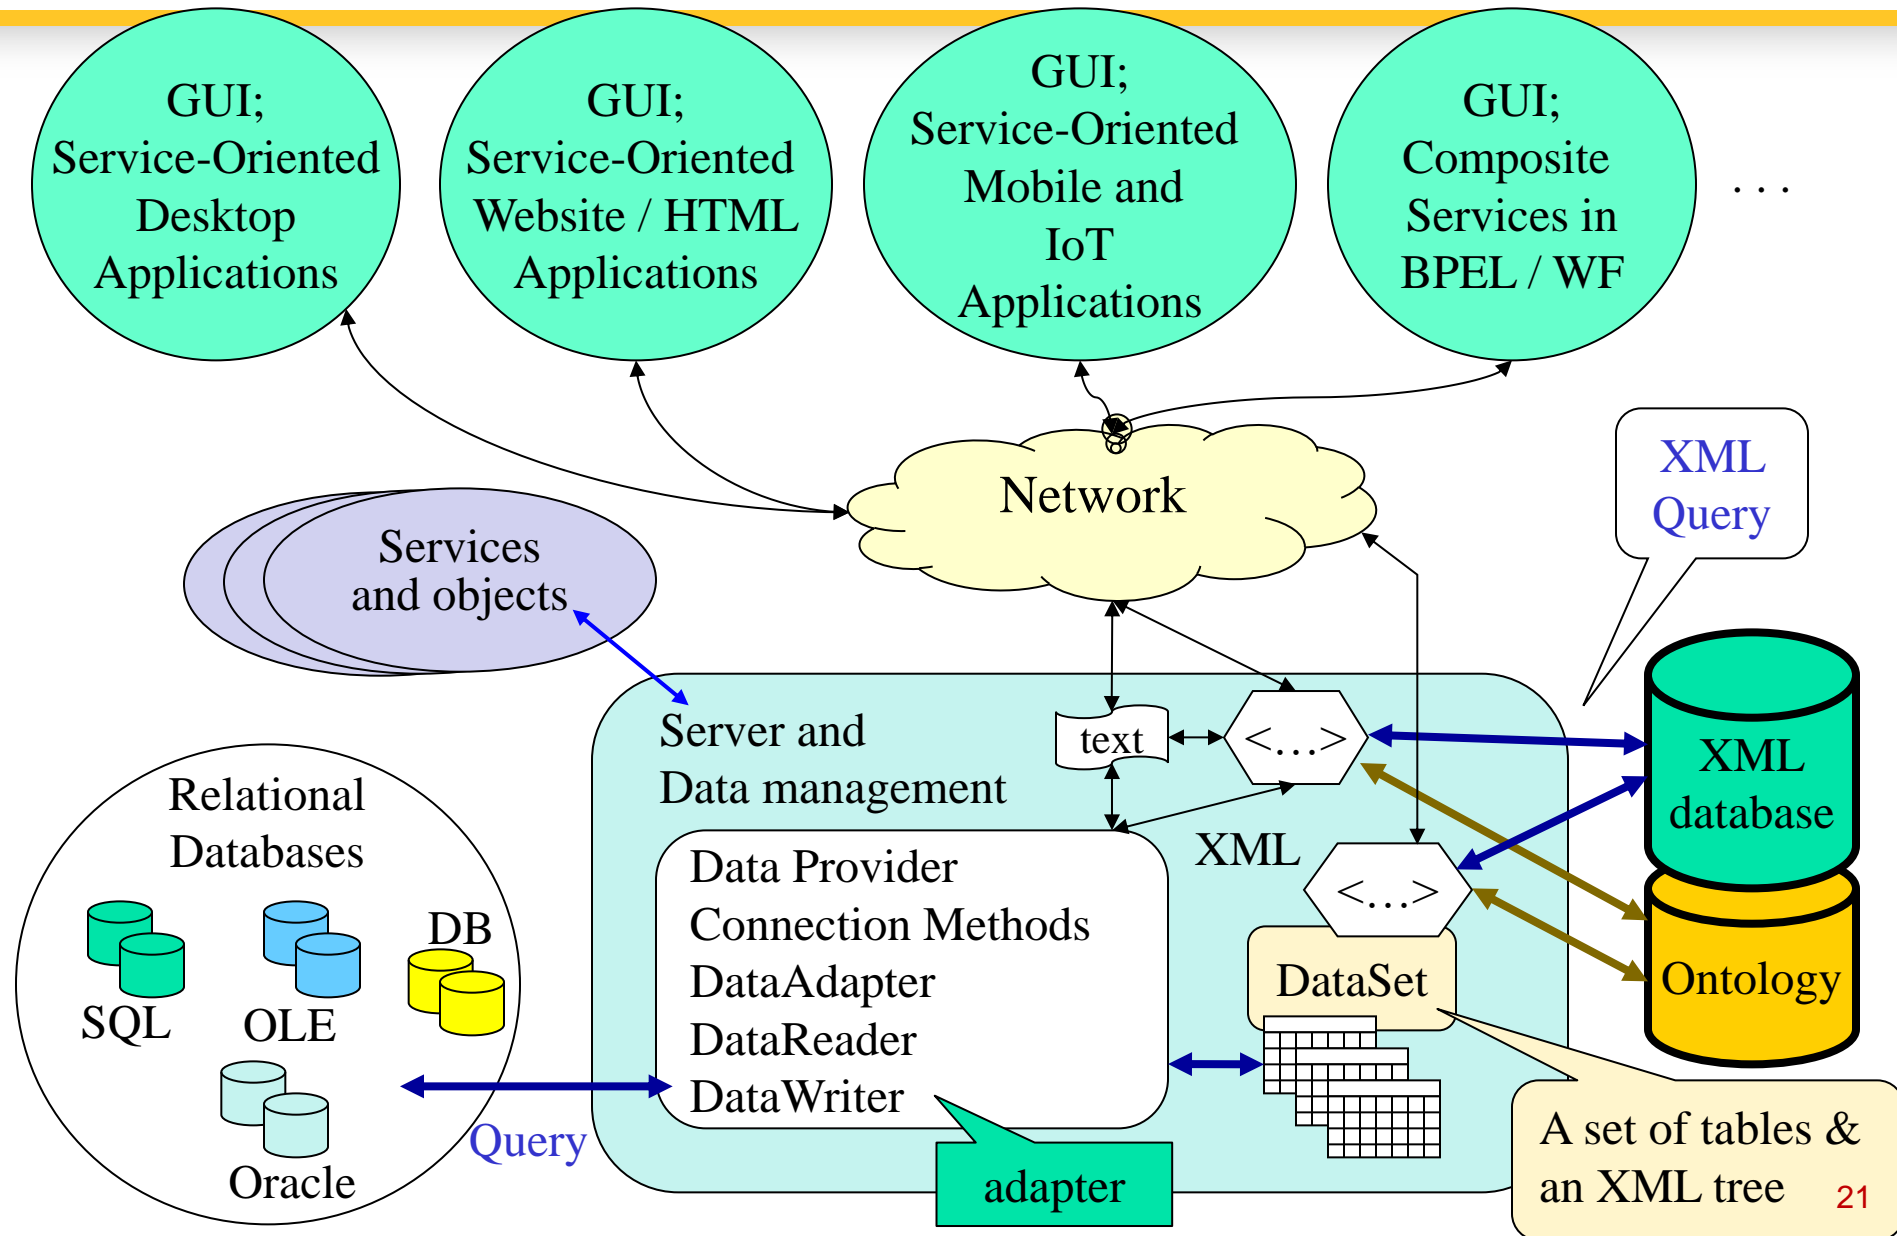 GUI;
Service-Oriented
Desktop
Applications
GUI;
Service-Oriented
Website / HTML
Applications
GUI;
Service-Oriented
Mobile and
IoT
Applications
GUI;
Composite
Services in
BPEL / WF
. . .
Network
XML
Query
Services
and objects
Server and
Data management
text
<…>
XML
database
Relational
Databases
Data Provider
Connection Methods
DataAdapter
DataReader
DataWriter
XML
<…>
DataSet
Ontology
SQL
OLE
DB
Oracle
Query
adapter
A set of tables &
an XML tree
21